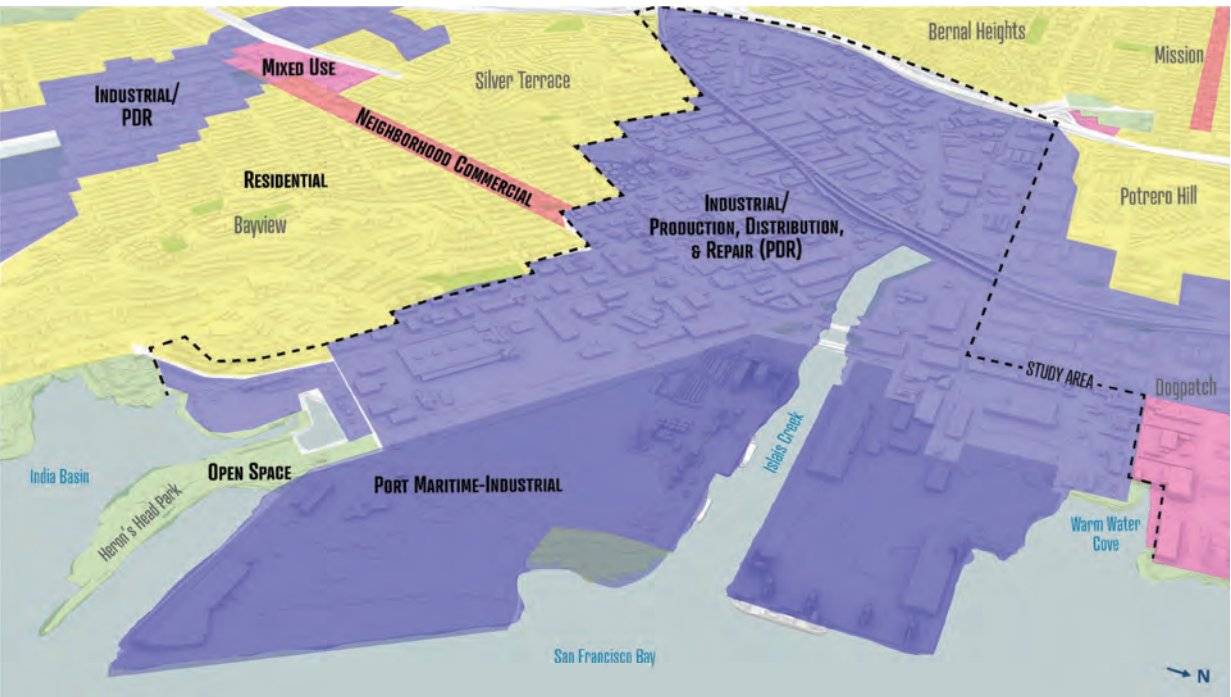 Bernal Heights
Mission
MIXED USE
Silver Terrace
INDUSTRIAL/
PDR
NEIGHBORHOOD COMMERCIAL
RESIDENTIAL
Bayview
INDUSTRIAL/
PRODUCTION, DISTRIBUTION,
& REPAIR (PDR)
Potrero Hill
STUDY AREA
Dogpatch
India Basin
OPEN SPACE
Heron's Head Park
PORT MARITIME-INDUSTRIAL
Islais Creek
Warm Water
Cove
San Francisco Bay
N